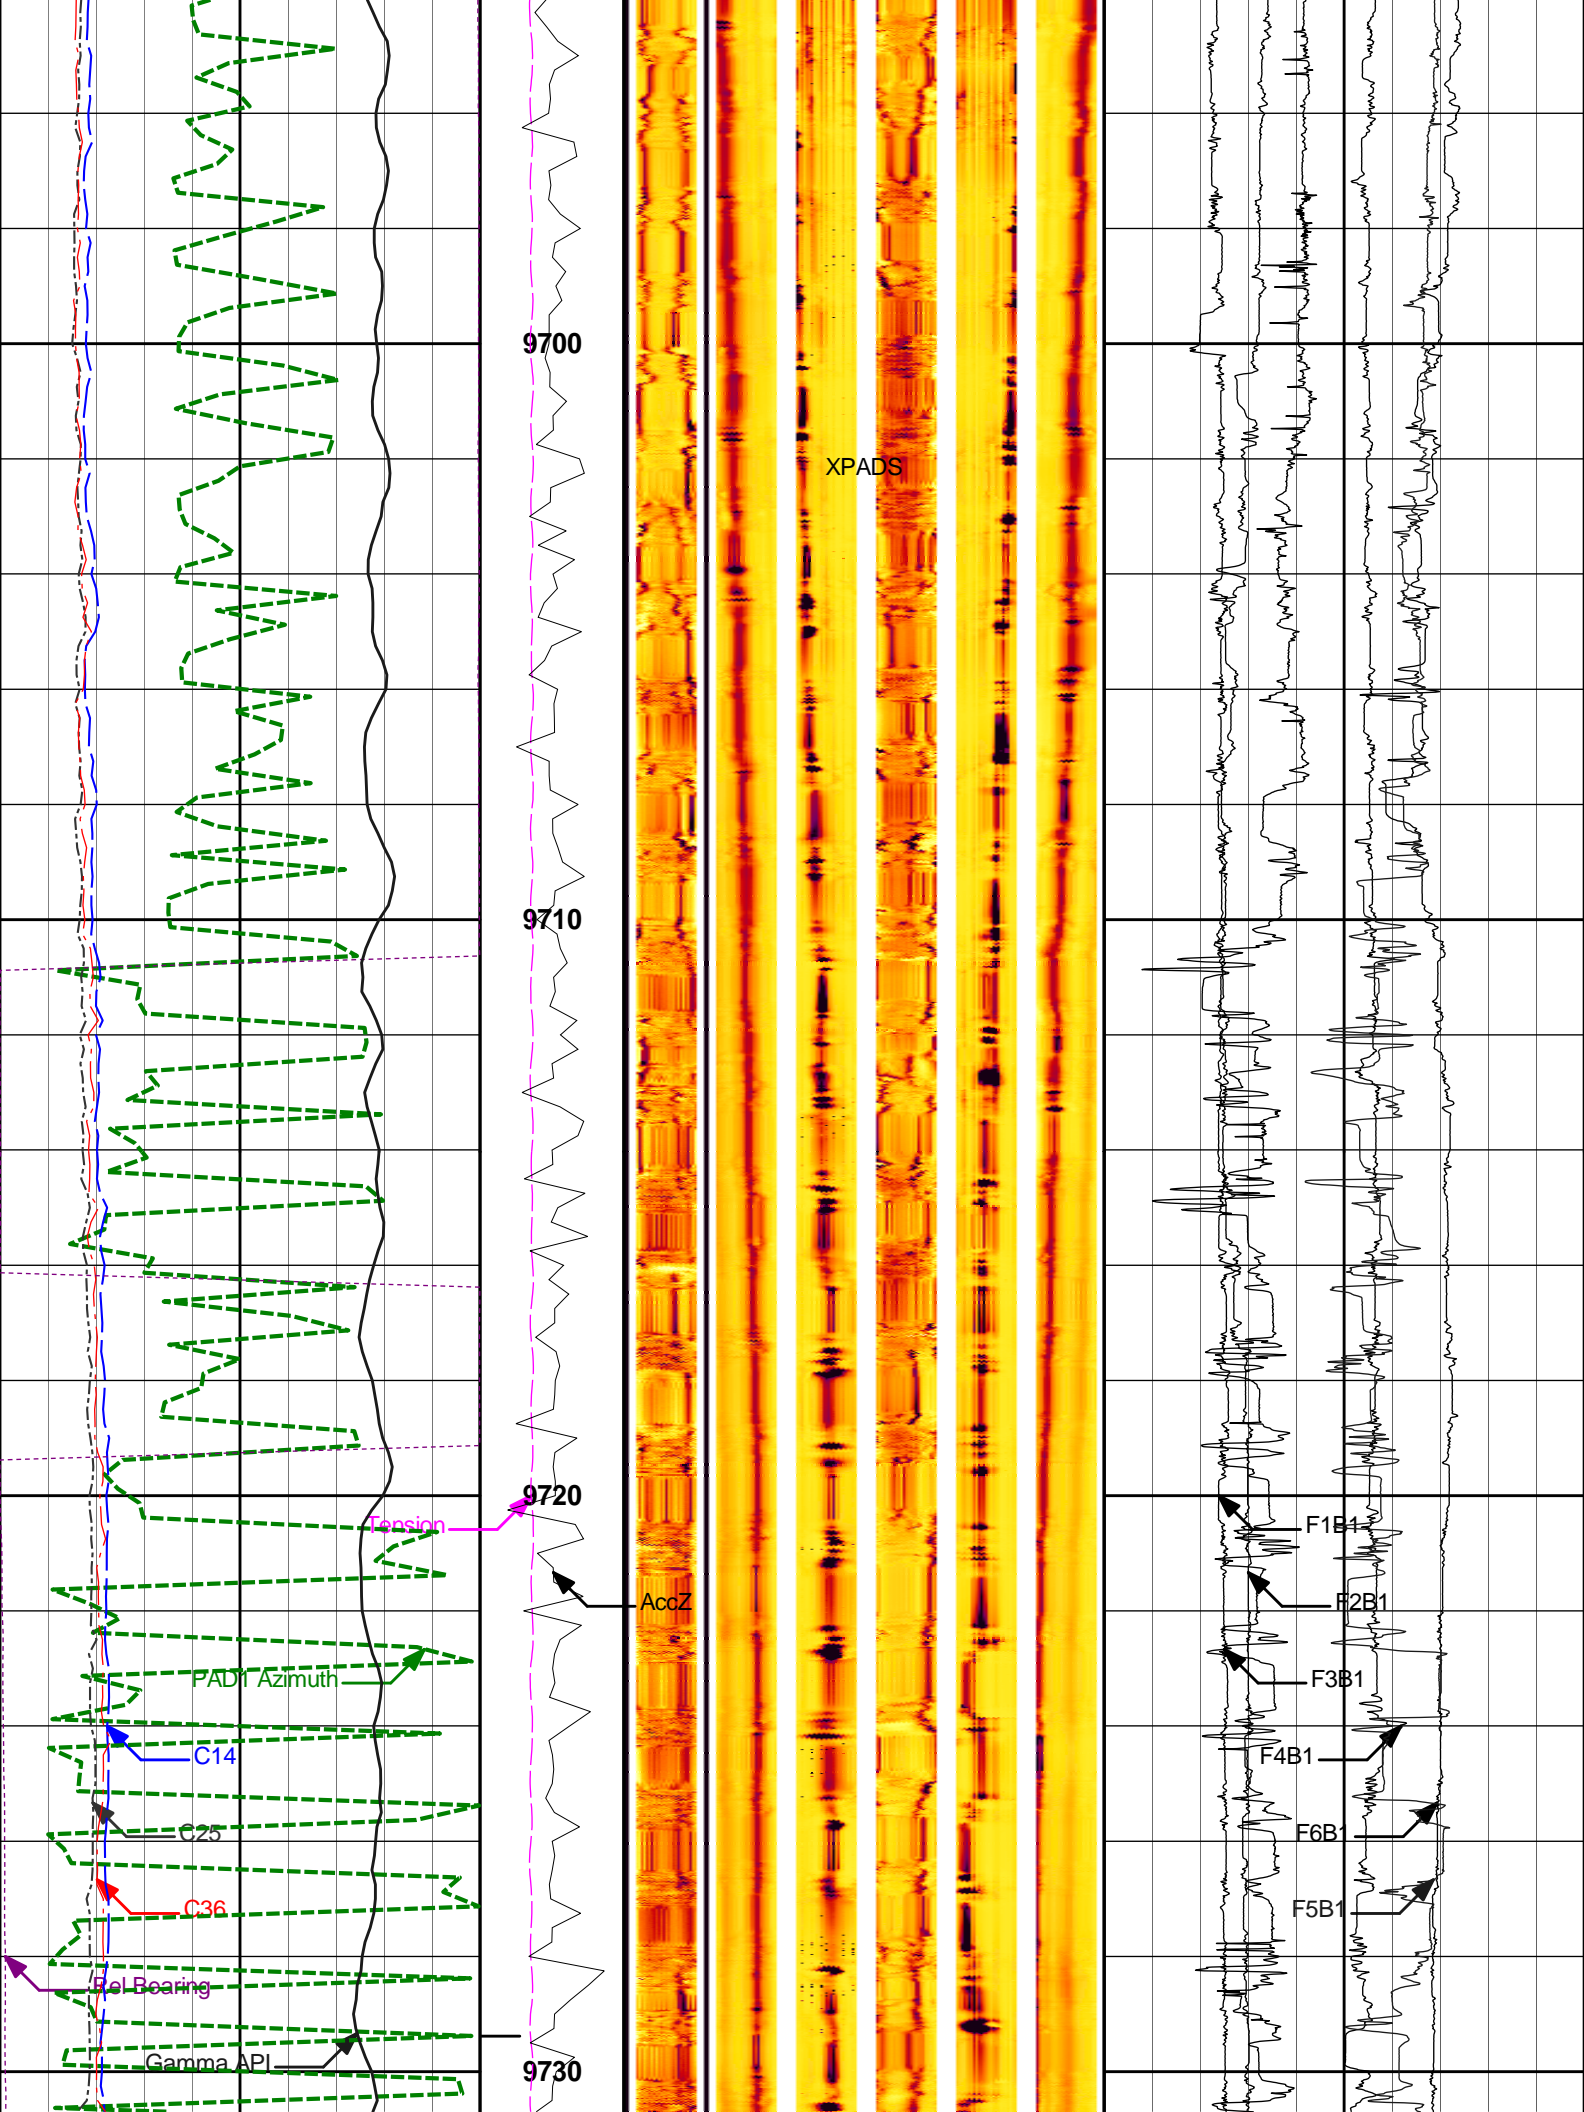 9700
XPADS
9710
9720
Tension
F1B1
AccZ
F2B1
PAD1 Azimuth
F3B1
C14
F4B1
C25
F6B1
C36
F5B1
Rel Bearing
Gamma API
9730